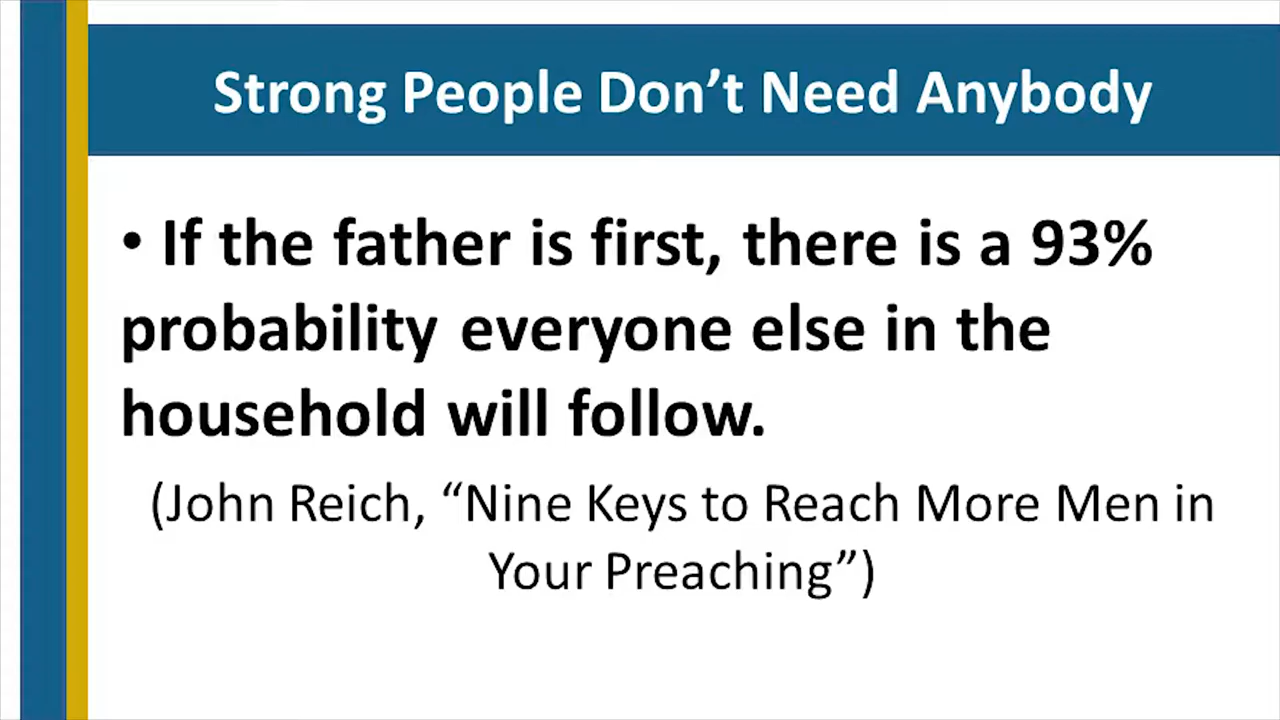 Strong People Don’t Need Anybody
• If the father is first, there is a 93%
probability everyone else in the
household will follow.
(John Reich, “Nine Keys to Reach More Men in
Your Preaching”)